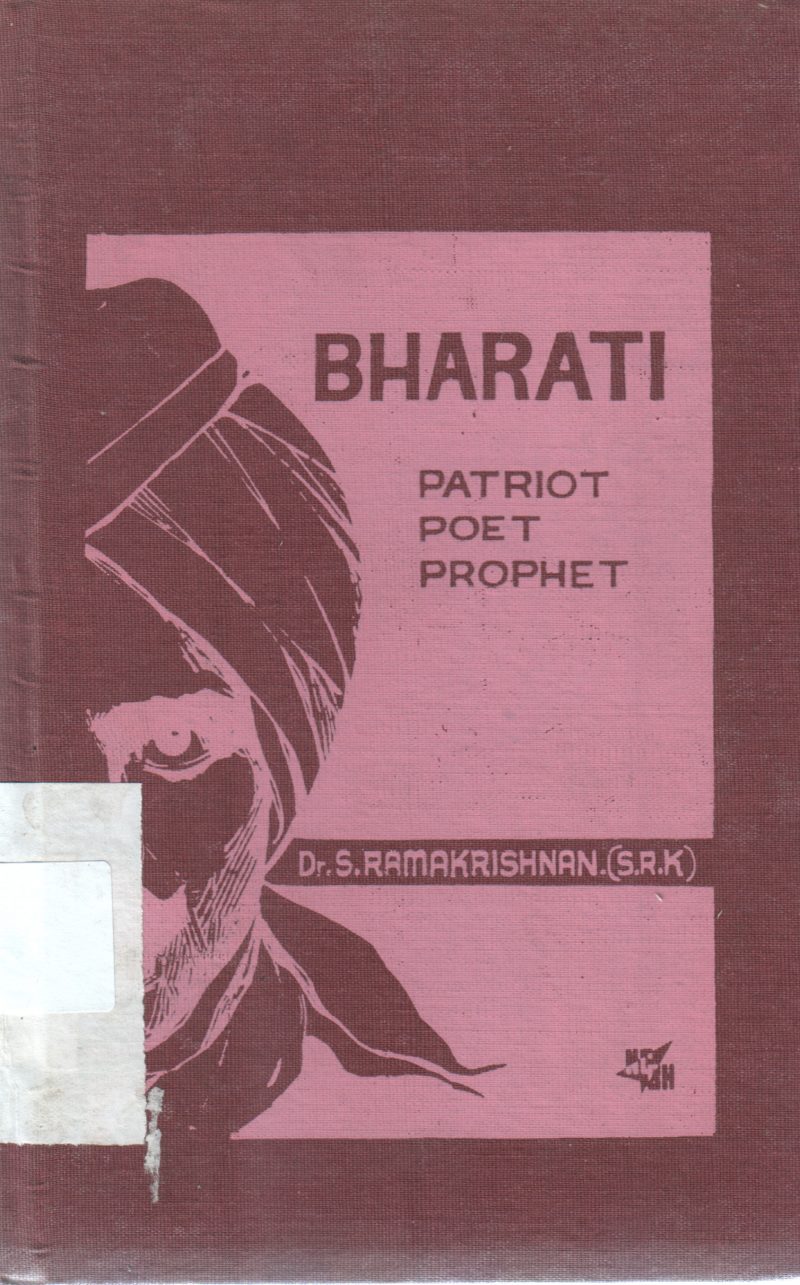 BHARATI
PATRIOT
POET
PROPHET
Dr. S. RAMAKRISHNAN. (S.R.K)